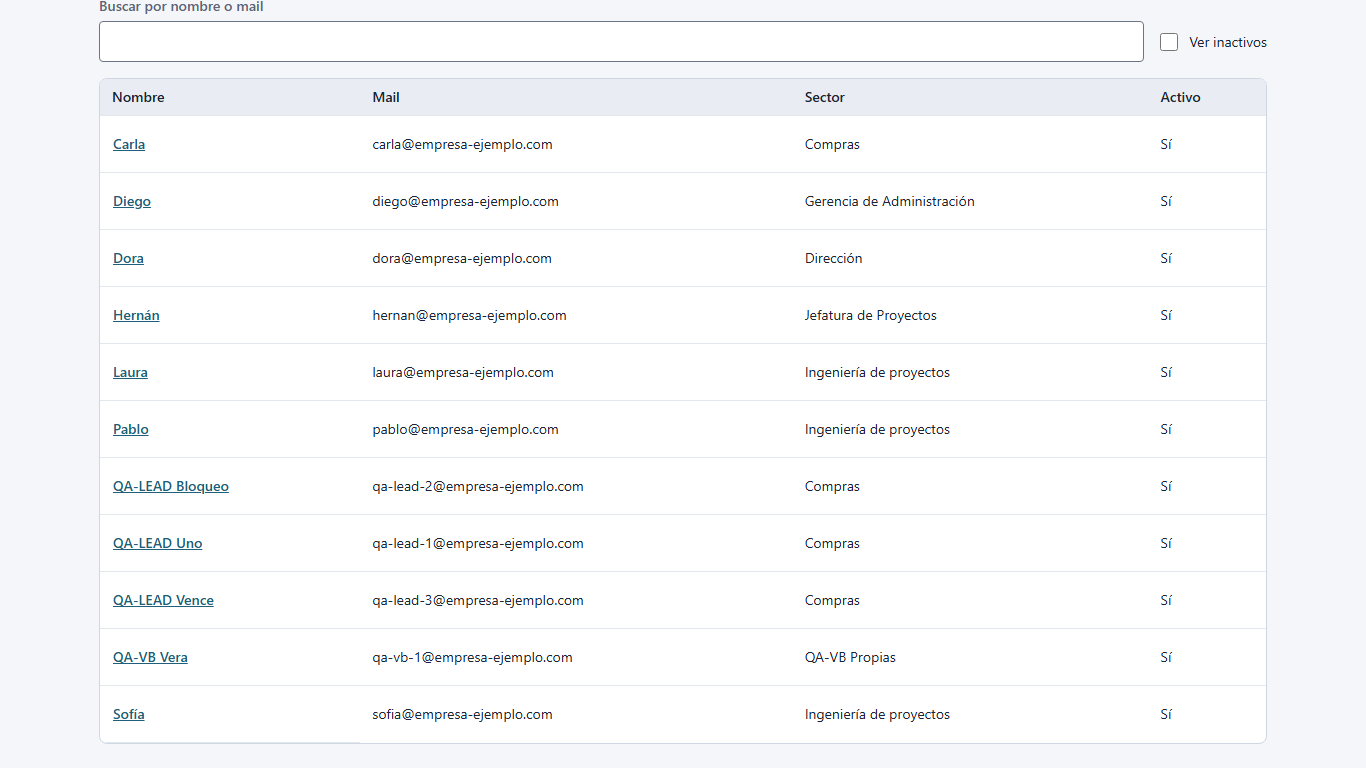 Buscar por nombre o mail
Ver inactivos
Nombre Mail Sector Activo
Carla carla@empresa-ejemplo.com Compras Sí
Diego diego@empresa-ejemplo.com Gerencia de Administración Sí
Dora dora@empresa-ejemplo.com Dirección Sí
Hernán hernan@empresa-ejemplo.com Jefatura de Proyectos Sí
Laura laura@empresa-ejemplo.com Ingeniería de proyectos Sí
Pablo pablo@empresa-ejemplo.com Ingeniería de proyectos Sí
QA-LEAD Bloqueo qa-lead-2@empresa-ejemplo.com Compras Sí
QA-LEAD Uno qa-lead-1@empresa-ejemplo.com Compras Sí
QA-LEAD Vence qa-lead-3@empresa-ejemplo.com Compras Sí
QA-VB Vera qa-vb-1@empresa-ejemplo.com QA-VB Propias Sí
Sofía sofia@empresa-ejemplo.com Ingeniería de proyectos Sí